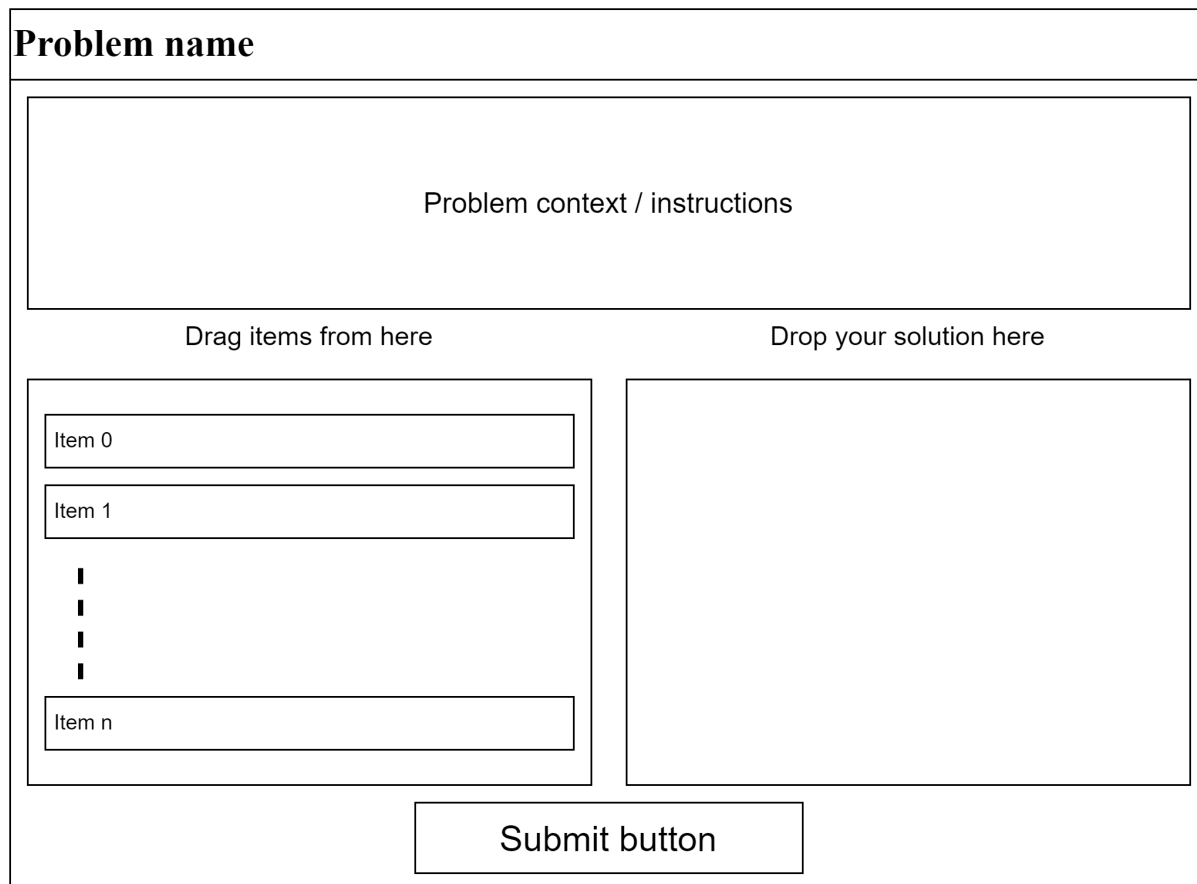 Problem name
Problem context / instructions
Drag items from here
Drop your solution here
Item 0
Item 1
Item n
Submit button